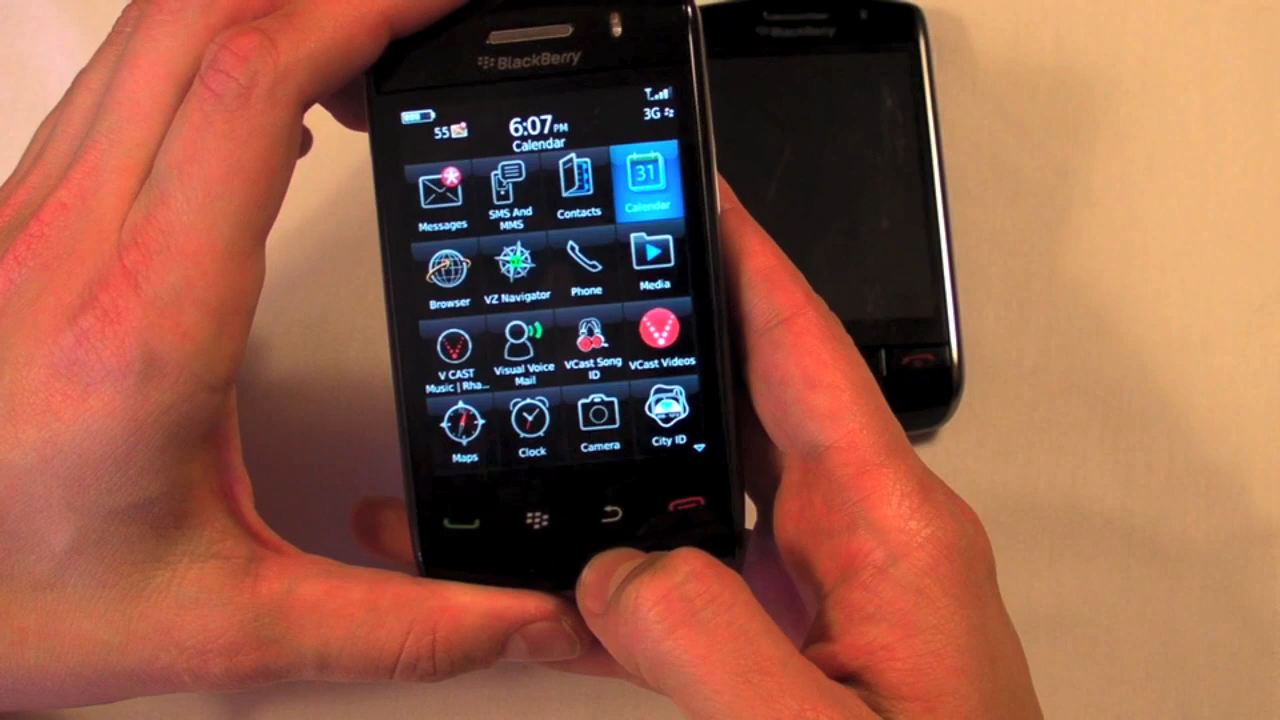 BlackBerry
3G
55
6:07 PM
Calendar
31
Messages
SMS And
MMS
Contacts
Calendar
Browser
VZ Navigator
Phone
Media
V CAST
Music | Rha...
Visual Voice
Mail
VCast Song
ID
VCast Videos
Maps
Clock
Camera
City ID
BlackBerry